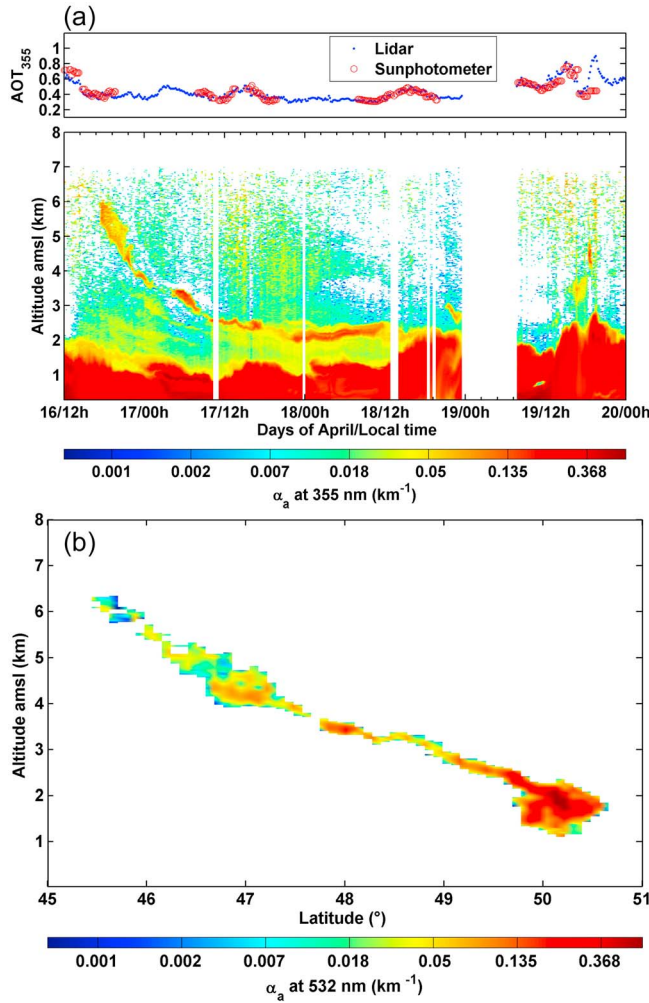 (a)
AOT355
1
0.8
0.6
0.4
0.2
Lidar
Sunphotometer
Altitude amsl (km)
8
7
6
5
4
3
2
1
16/12h 17/00h 17/12h 18/00h 18/12h 19/00h 19/12h 20/00h
Days of April/Local time
0.001 0.002 0.007 0.018 0.05 0.135 0.368
αa at 355 nm (km-1)
(b)
Altitude amsl (km)
8
7
6
5
4
3
2
1
45 46 47 48 49 50 51
Latitude (°)
0.001 0.002 0.007 0.018 0.05 0.135 0.368
αa at 532 nm (km-1)